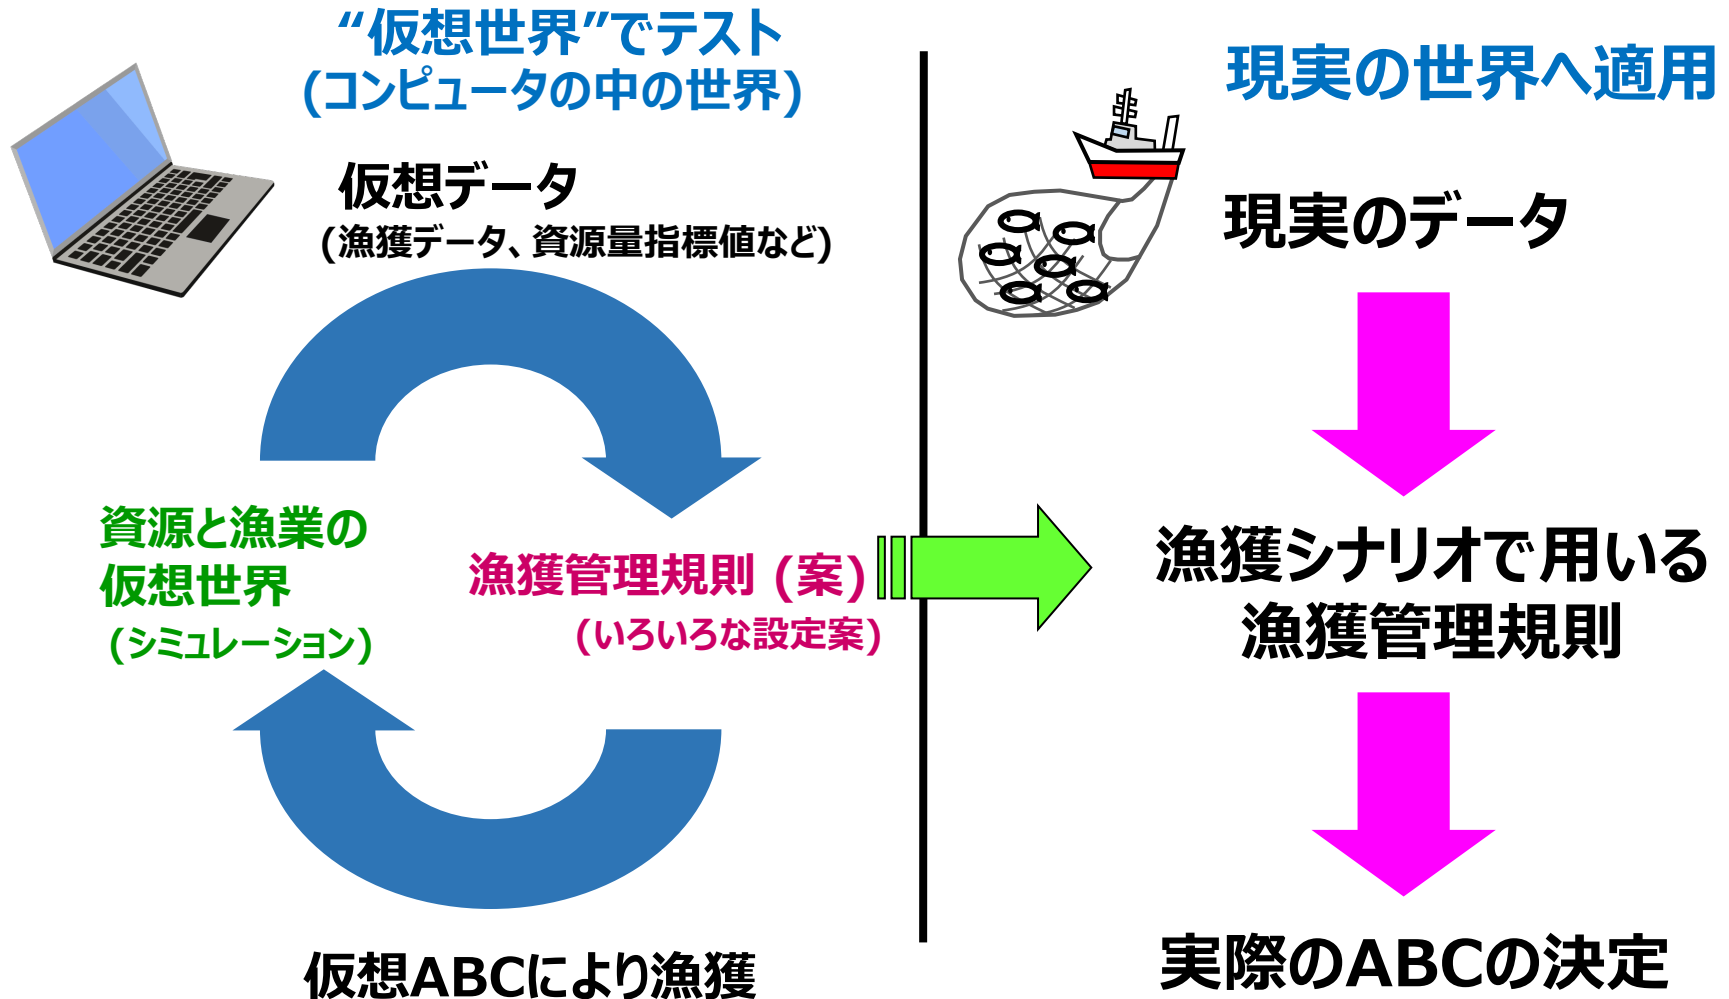 “仮想世界”でテスト
(コンピュータの中の世界)
仮想データ
(漁獲データ、資源量指標値など)
資源と漁業の
仮想世界
(シミュレーション)
漁獲管理規則 (案)
(いろいろな設定案)
仮想ABCにより漁獲
現実の世界へ適用
現実のデータ
漁獲シナリオで用いる
漁獲管理規則
実際のABCの決定